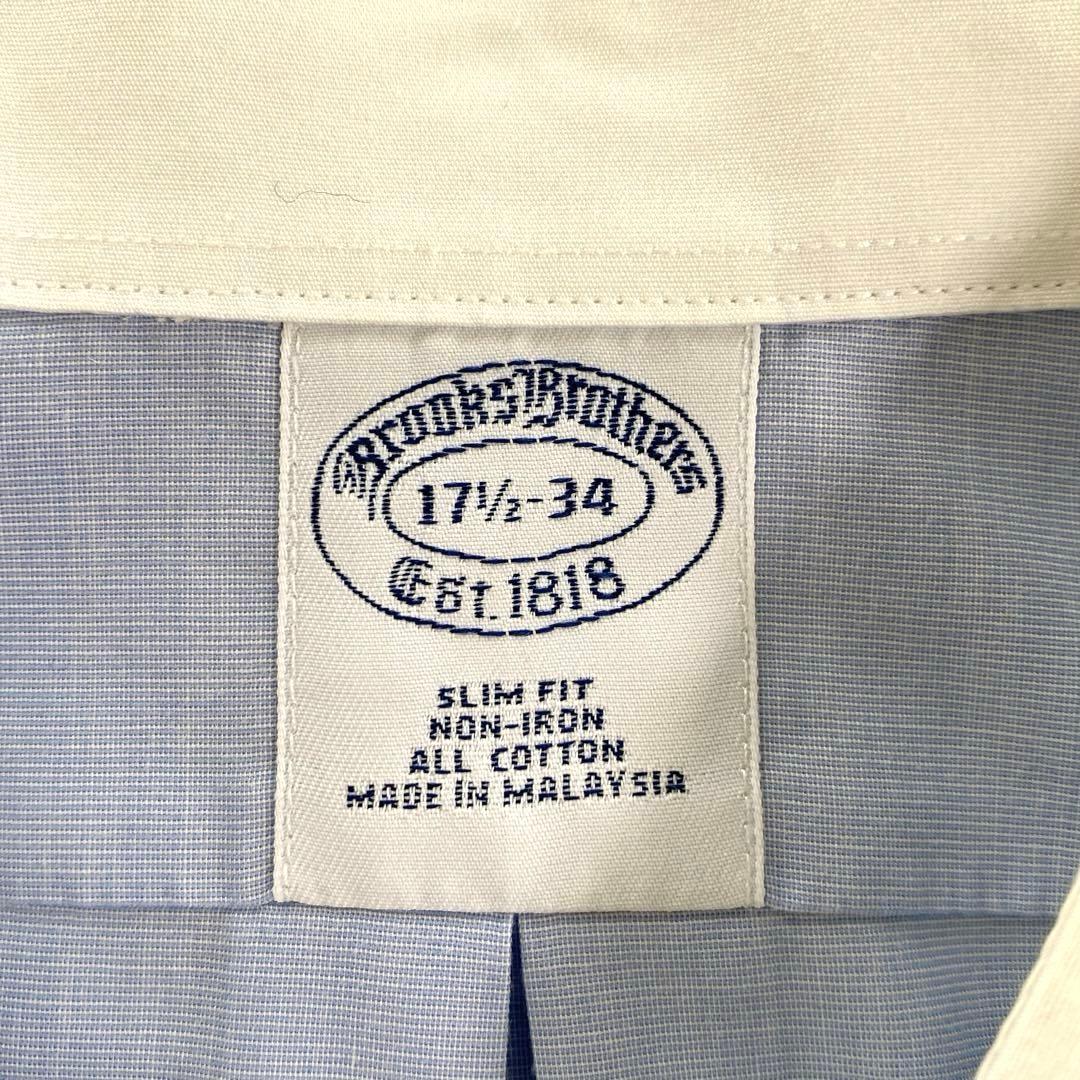 Brooks Brothers
17½-34
Est. 1818
SLIM FIT
NON-IRON
ALL COTTON
MADE IN MALAYSIA